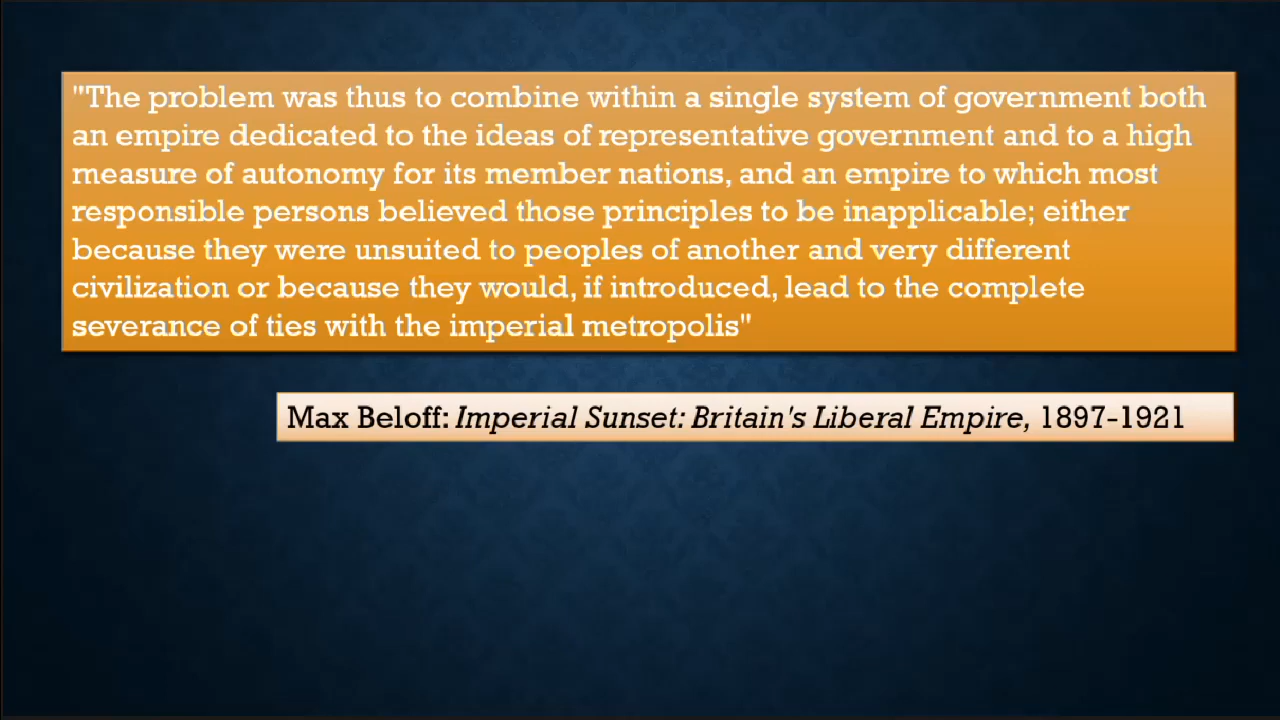 "The problem was thus to combine within a single system of government both
an empire dedicated to the ideas of representative government and to a high
measure of autonomy for its member nations, and an empire to which most
responsible persons believed those principles to be inapplicable; either
because they were unsuited to peoples of another and very different
civilization or because they would, if introduced, lead to the complete
severance of ties with the imperial metropolis"
Max Beloff: Imperial Sunset: Britain's Liberal Empire, 1897-1921